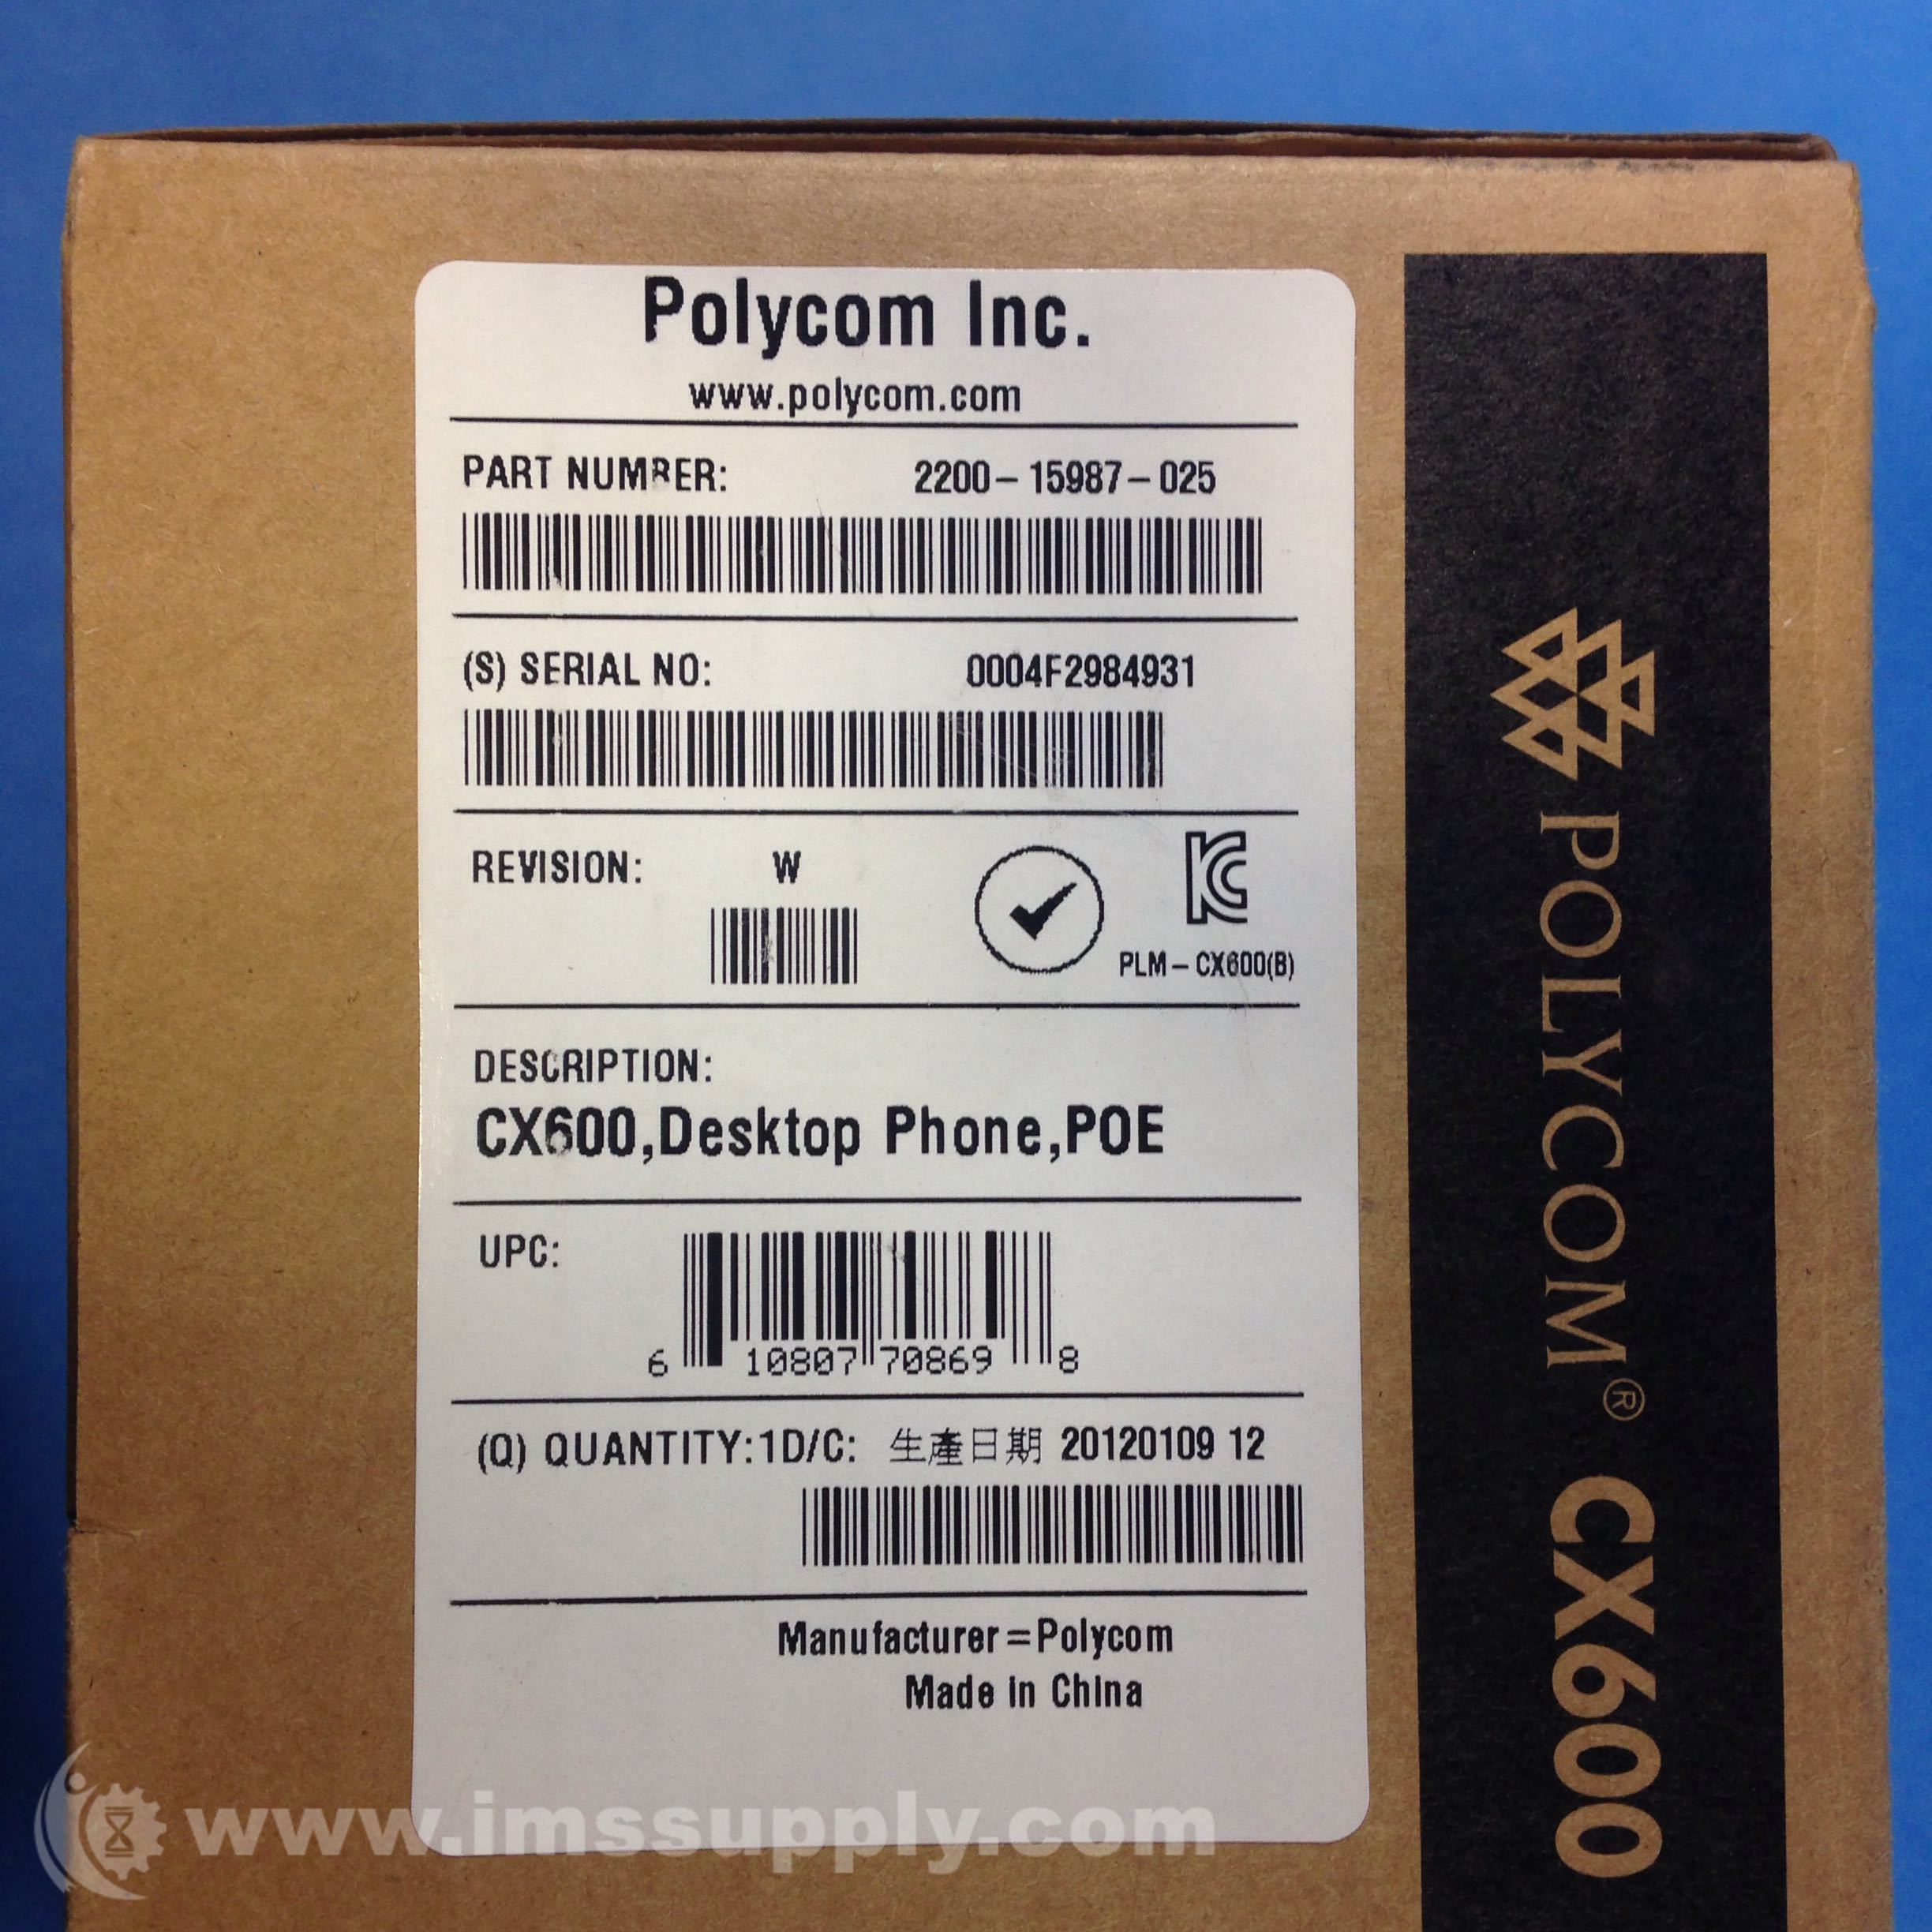 Polycom Inc.
www.polycom.com
PART NUMBER: 2200-15987-025
(S) SERIAL NO: 0004F2984931
REVISION: W
PLM-CX600(B)
DESCRIPTION:
CX600,Desktop Phone,POE
UPC:
6 10807 70869 8
(Q) QUANTITY:1D/C: 生產日期 20120109 12
Manufacturer=Polycom
Made in China
POLYCOM® CX600
www.imssupply.com